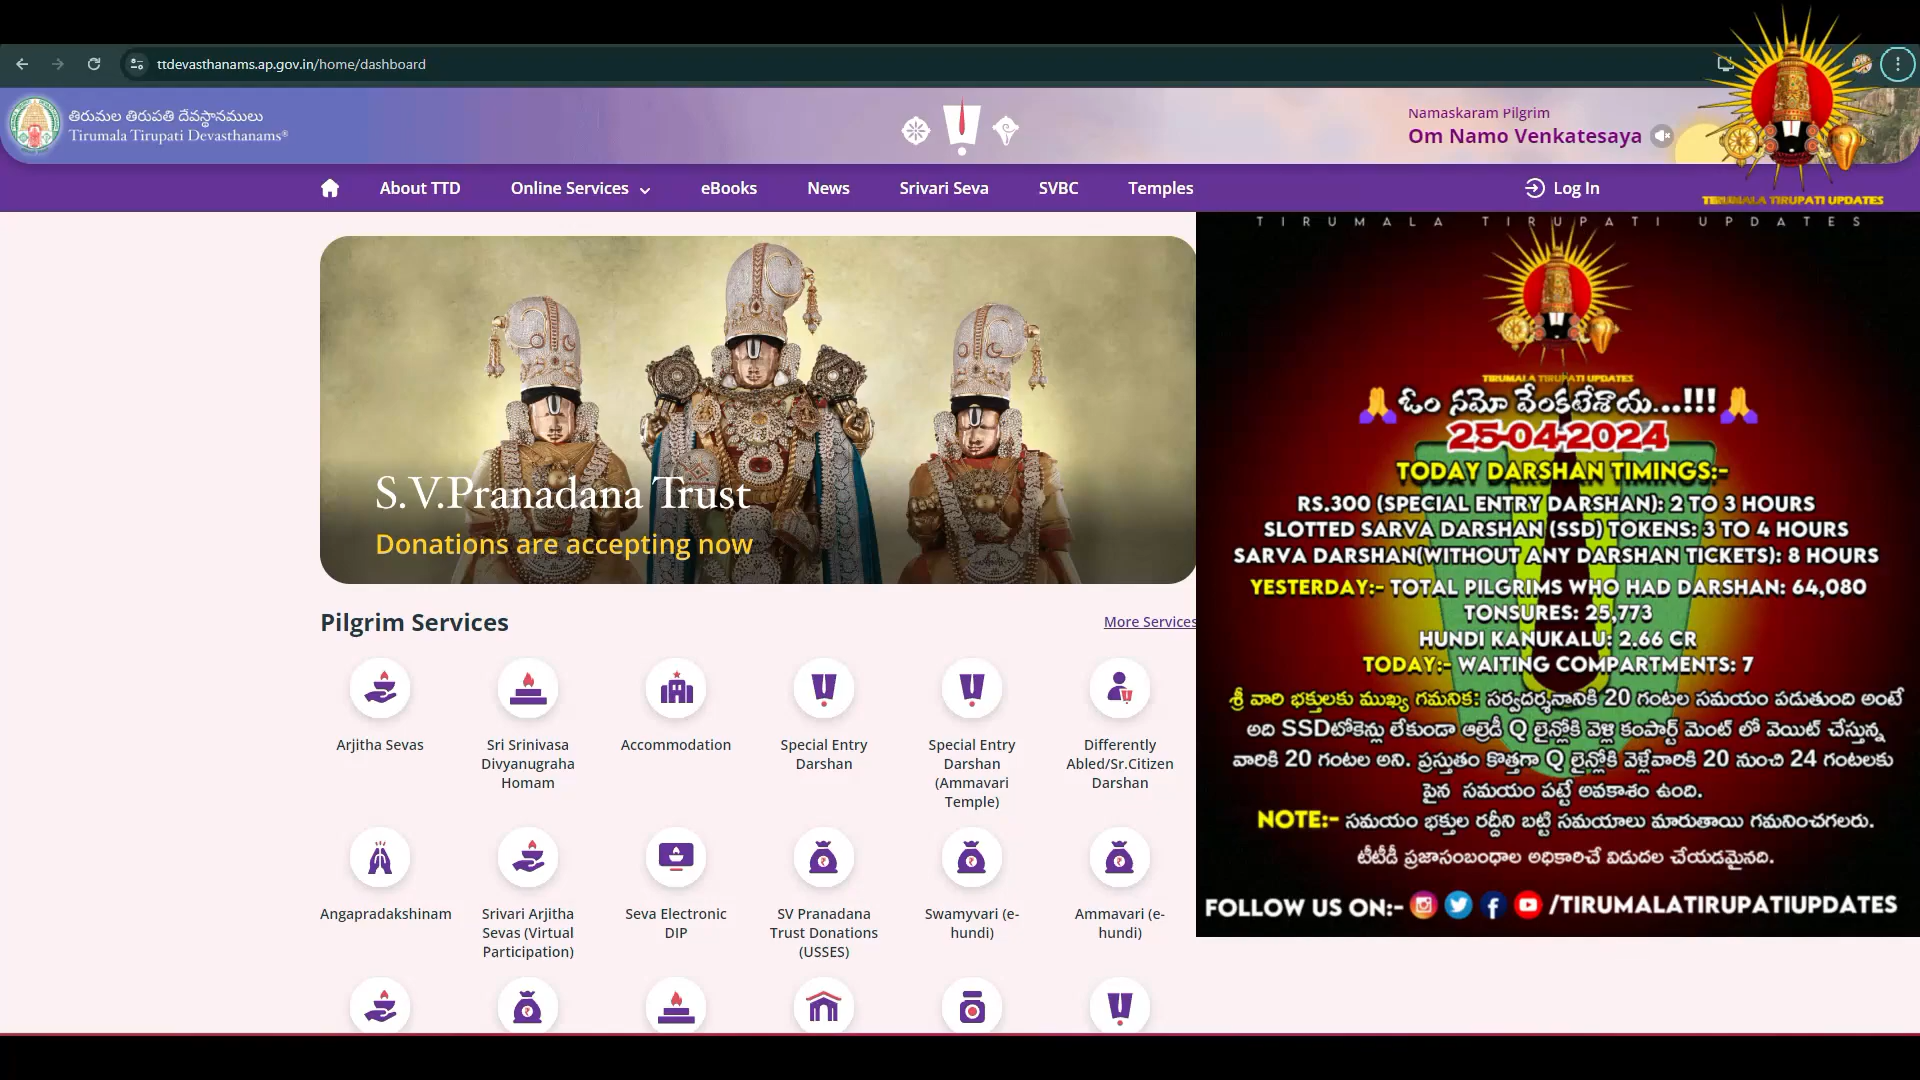 ttdevasthanams.ap.gov.in/home/dashboard
తిరుమల తిరుపతి దేవస్థానములు
Tirumala Tirupati Devasthanams®
Namaskaram Pilgrim
Om Namo Venkatesaya
TIRUMALA TIRUPATI UPDATES
About TTD
Online Services
eBooks
News
Srivari Seva
SVBC
Temples
Log In
S.V.Pranadana Trust
Donations are accepting now
Pilgrim Services
More Services
Arjitha Sevas
Sri Srinivasa
Divyanugraha
Homam
Accommodation
Special Entry
Darshan
Special Entry
Darshan
(Ammavari
Temple)
Differently
Abled/Sr.Citizen
Darshan
Angapradakshinam
Srivari Arjitha
Sevas (Virtual
Participation)
Seva Electronic
DIP
SV Pranadana
Trust Donations
(USSES)
Swamyvari (e-
hundi)
Ammavari (e-
hundi)
TIRUMALA TIRUPATI UPDATES
TIRUMALA TIRUPATI UPDATES
ఓం నమో వేంకటేశాయ...!!!
25-04-2024
TODAY DARSHAN TIMINGS:-
RS.300 (SPECIAL ENTRY DARSHAN): 2 TO 3 HOURS
SLOTTED SARVA DARSHAN (SSD) TOKENS: 3 TO 4 HOURS
SARVA DARSHAN(WITHOUT ANY DARSHAN TICKETS): 8 HOURS
YESTERDAY:- TOTAL PILGRIMS WHO HAD DARSHAN: 64,080
TONSURES: 25,773
HUNDI KANUKALU: 2.66 CR
TODAY:- WAITING COMPARTMENTS: 7
శ్రీ వారి భక్తులకు ముఖ్య గమనిక: సర్వదర్శనానికి 20 గంటల సమయం పడుతుంది అంటే
అది SSDటోకెన్లు లేకుండా ఆల్రెడీ Q లైన్లోకి వెళ్లి కంపార్ట్ మెంట్ లో వెయిట్ చేస్తున్న
వారికి 20 గంటల అని. ప్రస్తుతం కొత్తగా Q లైన్లోకి వెళ్లేవారికి 20 నుంచి 24 గంటలకు
పైన సమయం పట్టే అవకాశం ఉంది.
NOTE:- సమయం భక్తుల రద్దీని బట్టి సమయాలు మారుతాయి గమనించగలరు.
టీటీడీ ప్రజాసంబంధాల అధికారిచే విడుదల చేయడమైనది.
FOLLOW US ON:- /TIRUMALATIRUPATIUPDATES